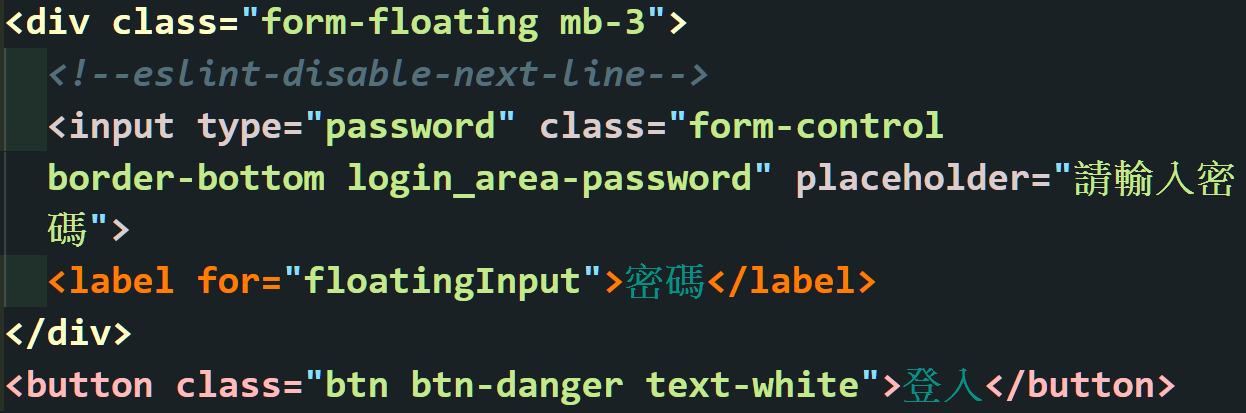 <div class="form-floating mb-3">
<!--eslint-disable-next-line-->
<input type="password" class="form-control
border-bottom login_area-password" placeholder="請輸入密
碼">
<label for="floatingInput">密碼</label>
</div>
<button class="btn btn-danger text-white">登入</button>